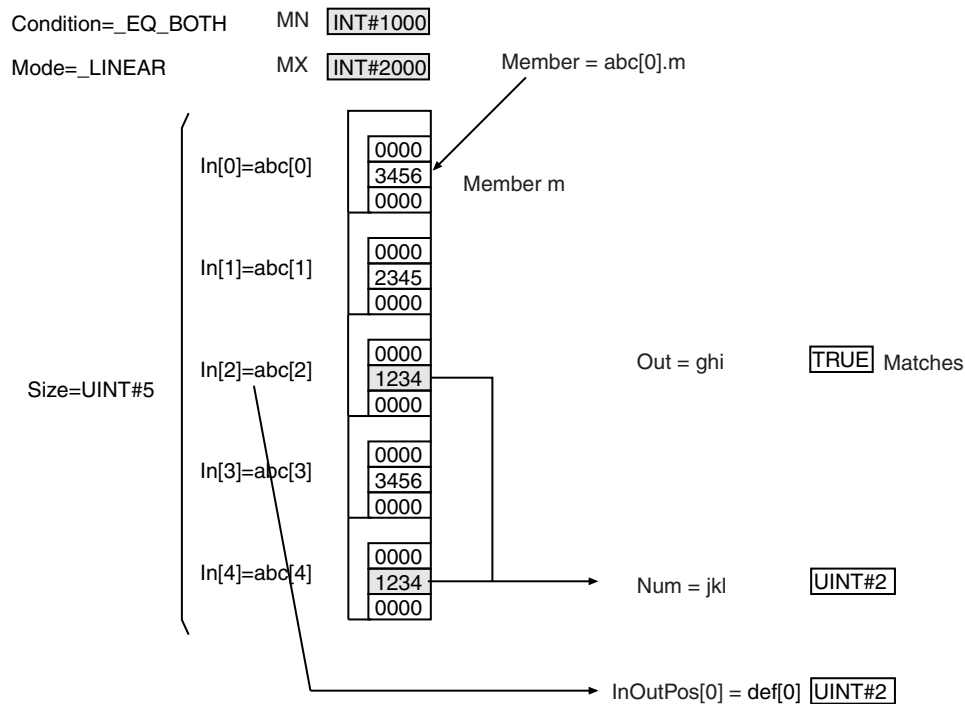 Condition=_EQ_BOTH MN INT#1000
Mode=_LINEAR MX INT#2000
Member = abc[0].m
In[0]=abc[0]
0000
3456
0000
Member m
In[1]=abc[1]
0000
2345
0000
Size=UINT#5
In[2]=abc[2]
0000
1234
0000
Out = ghi TRUE Matches
In[3]=abc[3]
0000
3456
0000
In[4]=abc[4]
0000
1234
0000
Num = jkl UINT#2
InOutPos[0] = def[0] UINT#2